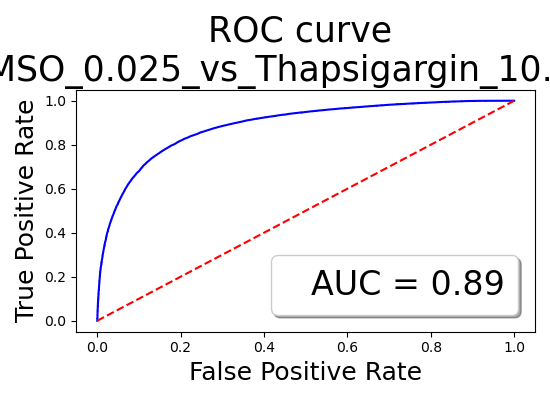 ROC curve
MSO_0.025_vs_Thapsigargin_10.
True Positive Rate
1.0
0.8
0.6
0.4
0.2
0.0
AUC = 0.89
0.0 0.2 0.4 0.6 0.8 1.0
False Positive Rate